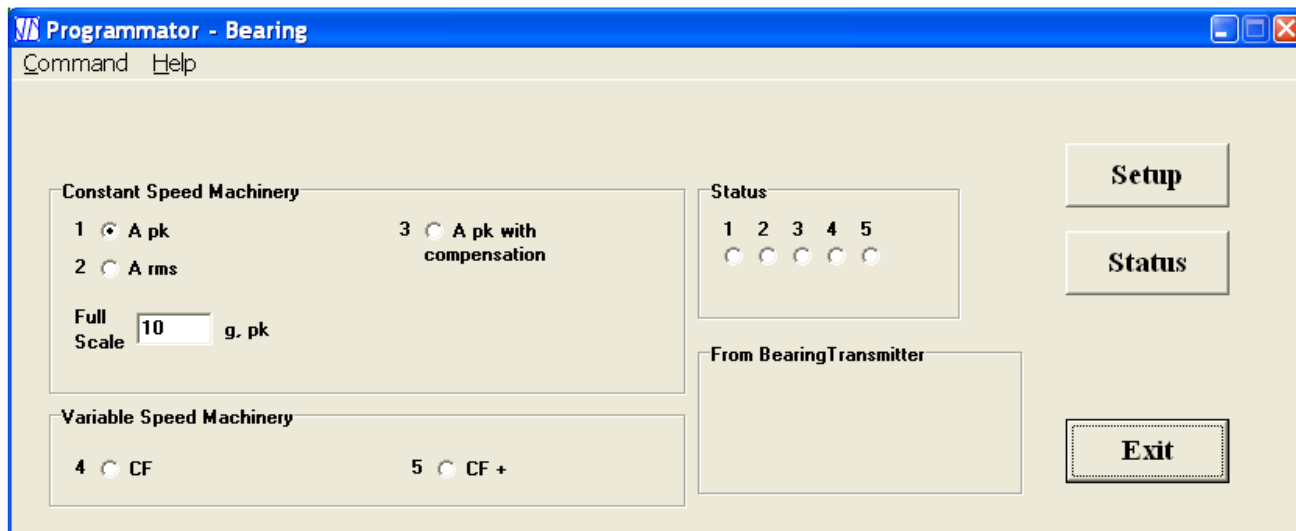 Programmator - Bearing
Command Help
Constant Speed Machinery
1 A pk
2 A rms
3 A pk with
compensation
Full
Scale 10 g, pk
Variable Speed Machinery
4 CF
5 CF +
Status
1 2 3 4 5
From BearingTransmitter
Setup
Status
Exit